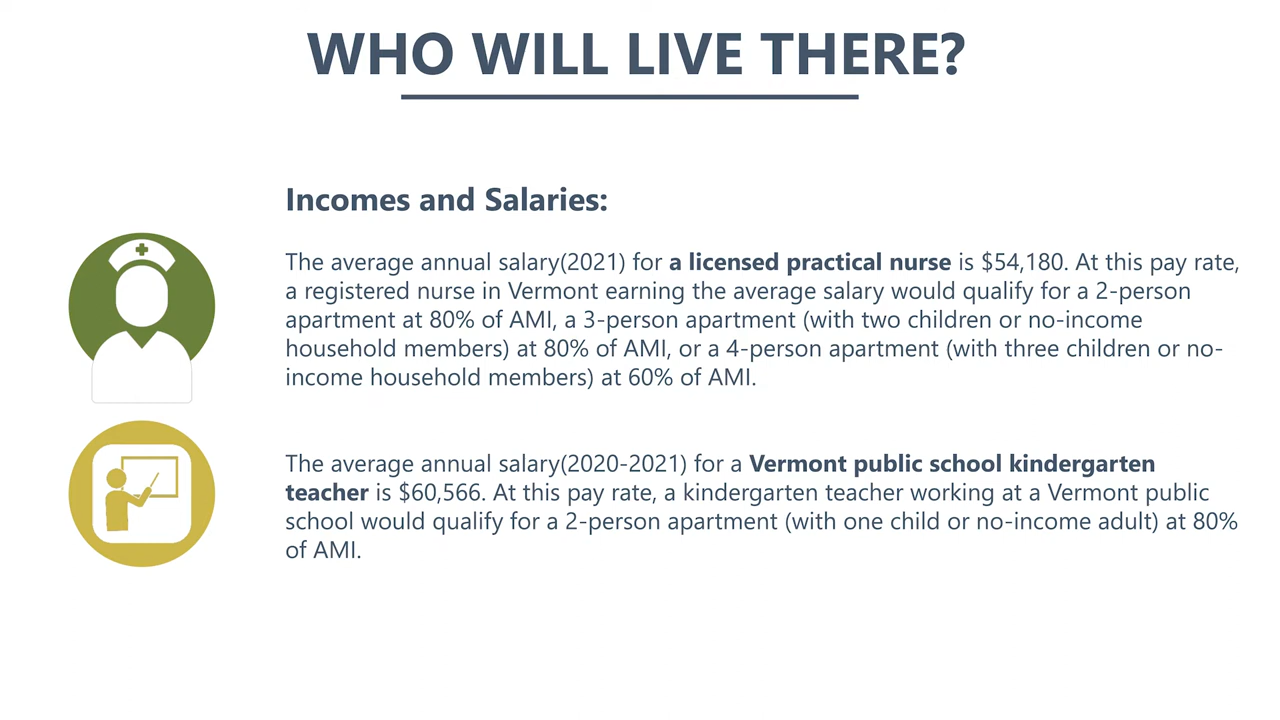 WHO WILL LIVE THERE?
Incomes and Salaries:
The average annual salary(2021) for a licensed practical nurse is $54,180. At this pay rate,
a registered nurse in Vermont earning the average salary would qualify for a 2-person
apartment at 80% of AMI, a 3-person apartment (with two children or no-income
household members) at 80% of AMI, or a 4-person apartment (with three children or no-
income household members) at 60% of AMI.
The average annual salary(2020-2021) for a Vermont public school kindergarten
teacher is $60,566. At this pay rate, a kindergarten teacher working at a Vermont public
school would qualify for a 2-person apartment (with one child or no-income adult) at 80%
of AMI.